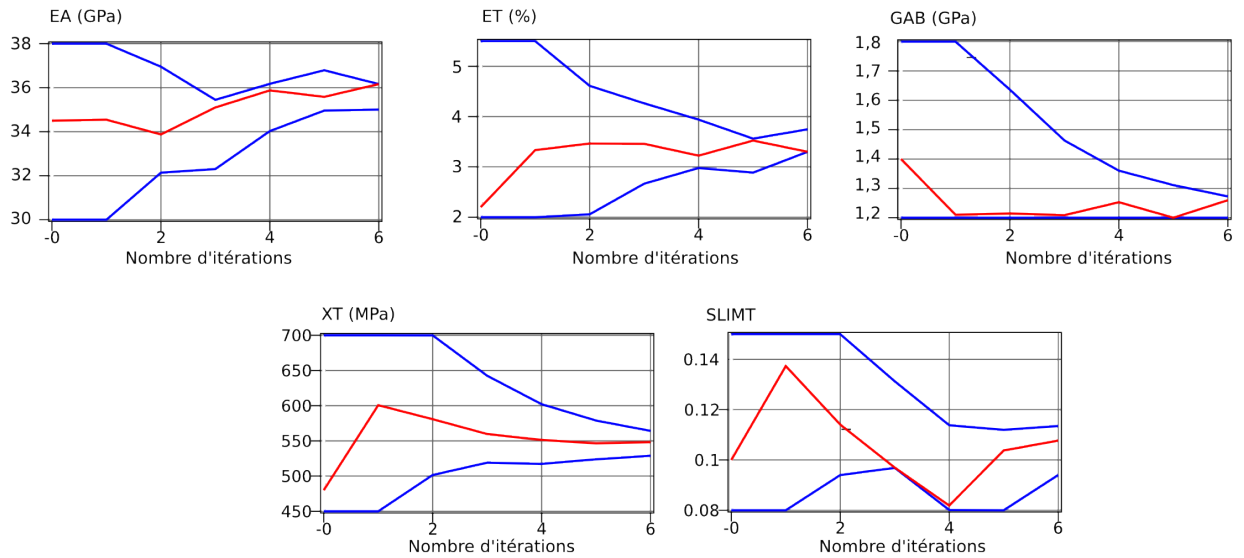 EA (GPa)
38
36
34
32
30
-0 2 4 6
Nombre d'itérations
ET (%)
5
4
3
2
-0 2 4 6
Nombre d'itérations
GAB (GPa)
1,8
1.7
1.6
1.5
1.4
1.3
1.2
-0 2 4 6
Nombre d'itérations
XT (MPa)
700
650
600
550
500
450
-0 2 4 6
Nombre d'itérations
SLIMT
0.14
0.12
0.1
0.08
-0 2 4 6
Nombre d'itérations